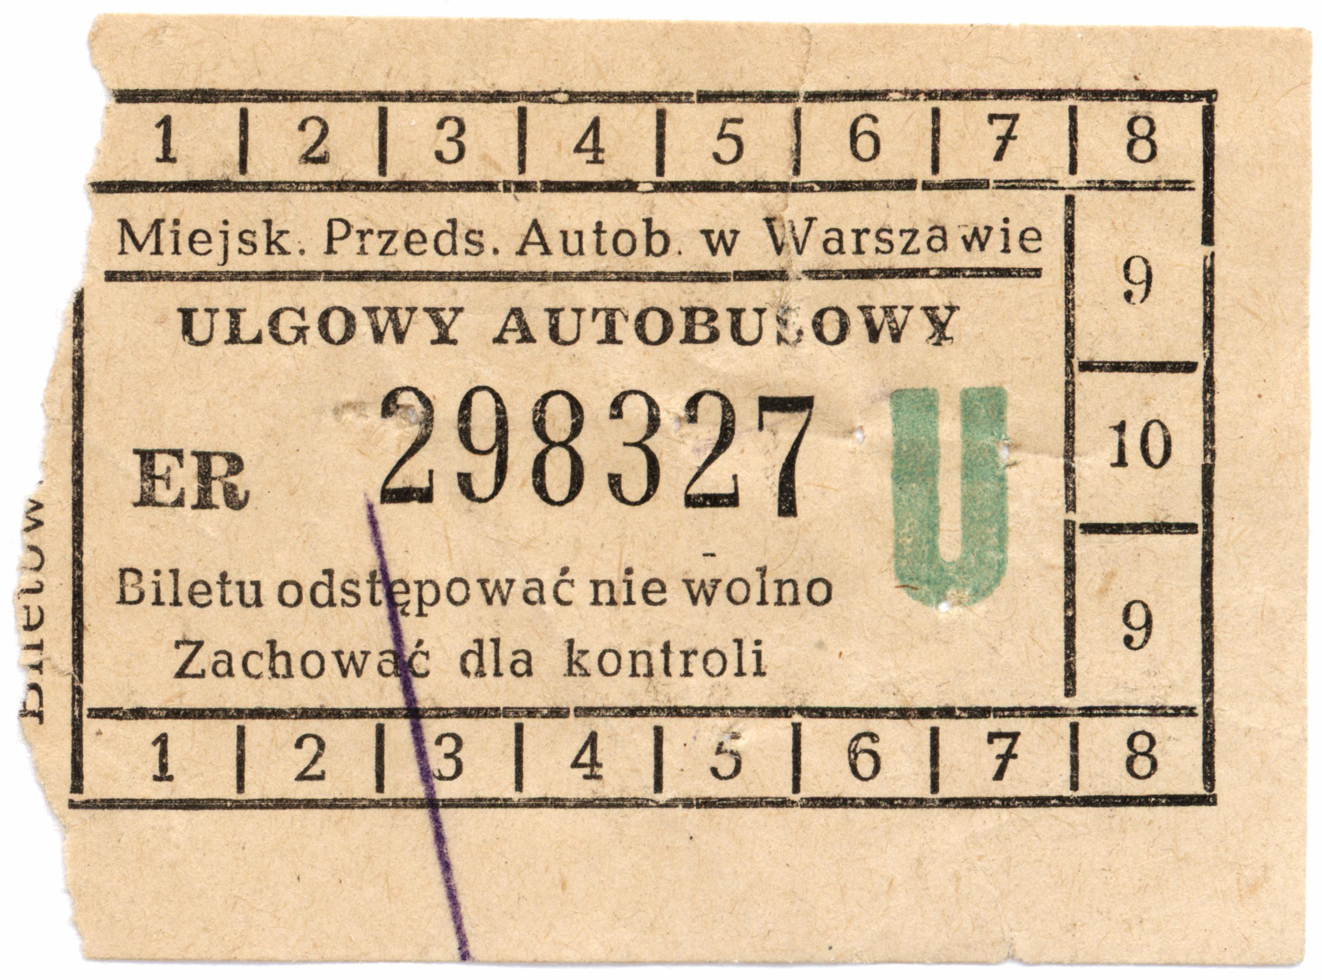 1 | 2 | 3 | 4 | 5 | 6 | 7 | 8
Miejsk. Przeds. Autob. w Warszawie
9
ULGOWY AUTOBUSOWY
ER 298327 U
10
Biletu odstępować nie wolno
9
Zachować dla kontroli
1 | 2 | 3 | 4 | 5 | 6 | 7 | 8
Biletów.